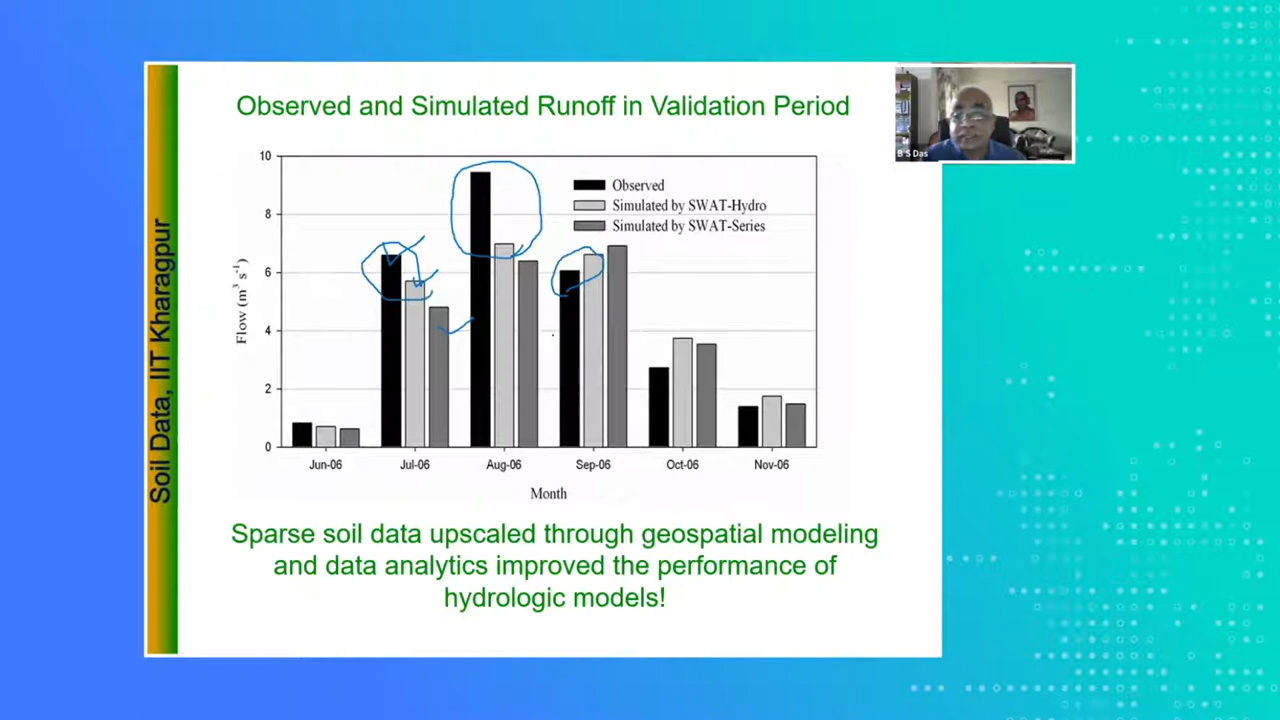 Observed and Simulated Runoff in Validation Period
B S Das
Soil Data, IIT Kharagpur
Flow (m³ s⁻¹)
10
8
6
4
2
0
Observed
Simulated by SWAT-Hydro
Simulated by SWAT-Series
Jun-06 Jul-06 Aug-06 Sep-06 Oct-06 Nov-06
Month
Sparse soil data upscaled through geospatial modeling
and data analytics improved the performance of
hydrologic models!